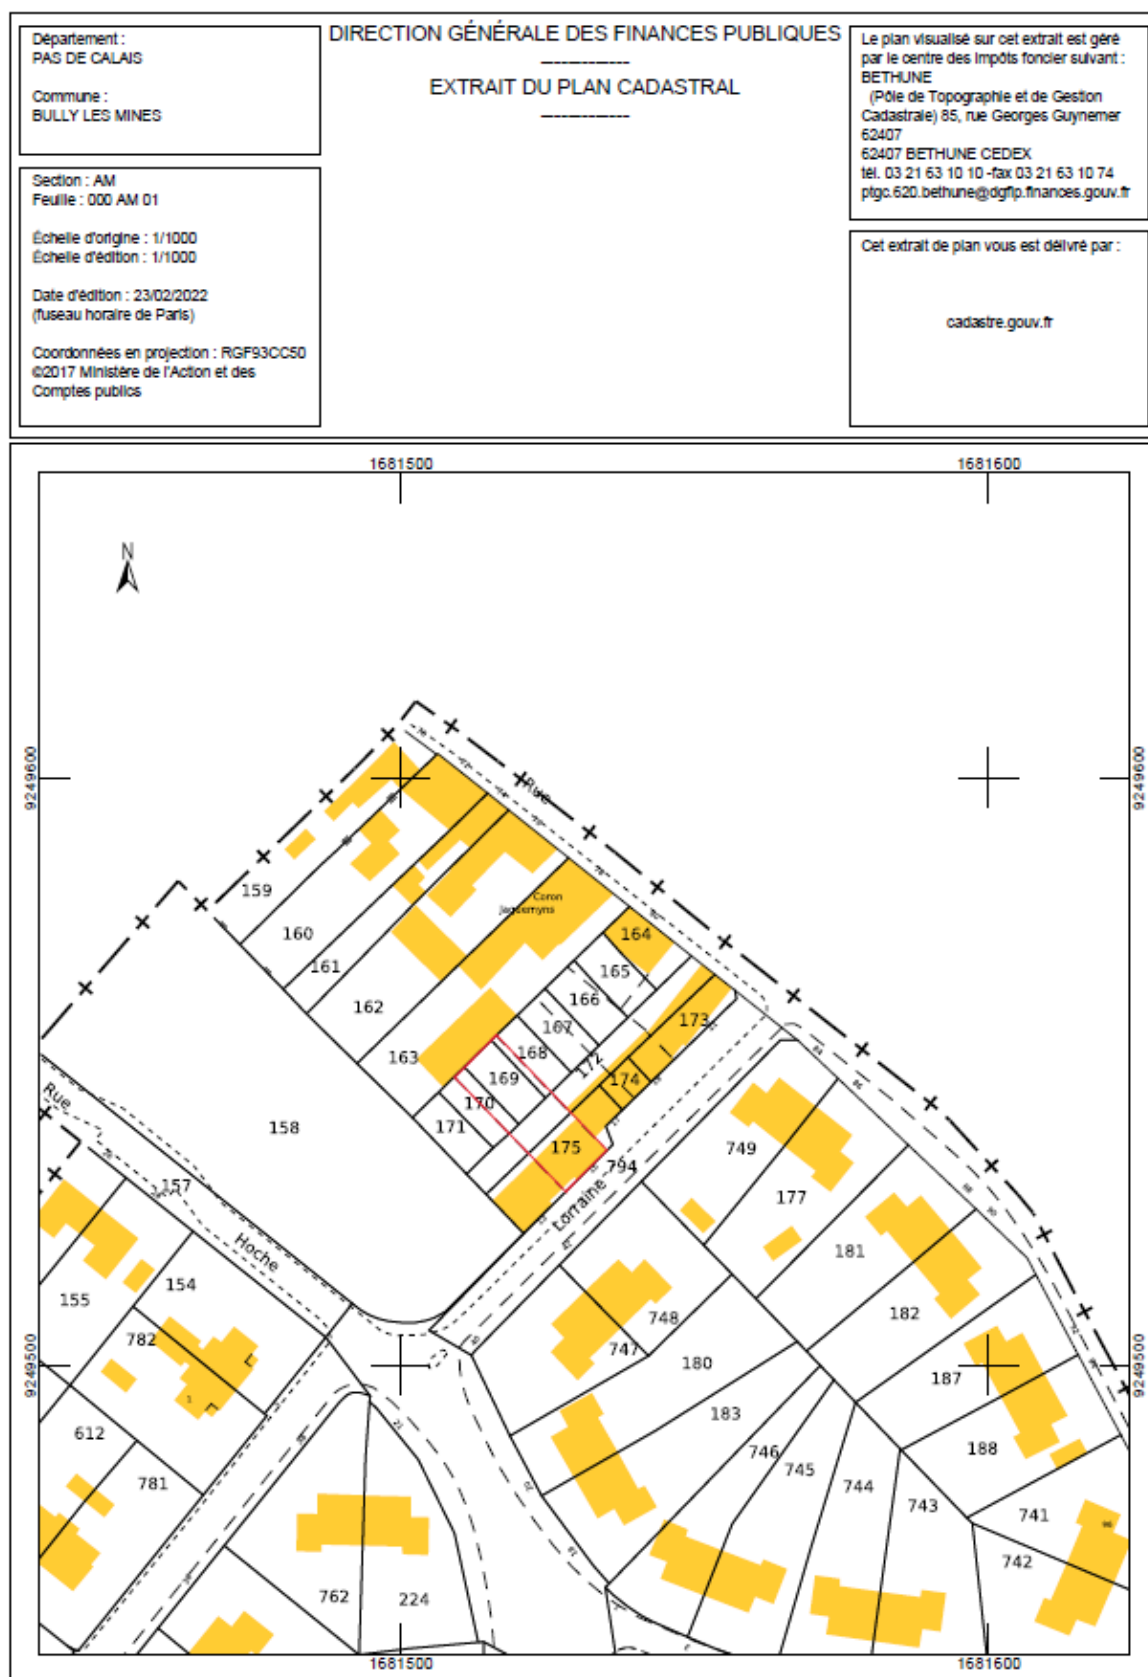 Département :
PAS DE CALAIS
Commune :
BULLY LES MINES
Section : AM
Feuille : 000 AM 01
Échelle d'origine : 1/1000
Échelle d'édition : 1/1000
Date d'édition : 23/02/2022
(fuseau horaire de Paris)
Coordonnées en projection : RGF93CC50
©2017 Ministère de l'Action et des
Comptes publics
DIRECTION GÉNÉRALE DES FINANCES PUBLIQUES
EXTRAIT DU PLAN CADASTRAL
Le plan visualisé sur cet extrait est géré
par le centre des impôts foncier suivant :
BETHUNE
(Pôle de Topographie et de Gestion
Cadastrale) 85, rue Georges Guynemer
62407
62407 BETHUNE CEDEX
tél. 03 21 63 10 10 -fax 03 21 63 10 74
ptgc.620.bethune@dgfip.finances.gouv.fr
Cet extrait de plan vous est délivré par :
cadastre.gouv.fr
1681500
1681600
N
9249600
9249600
Rue
159
160
161
162
163
Coron
Jaquemyns
164
165
166
167
168
169
170
171
172
173
174
175
794
Lorraine
158
157
Rue
Hoche
154
155
782
612
781
762
224
749
177
181
182
748
747
180
183
746
745
744
743
187
188
741
742
9249500
9249500
1681500
1681600